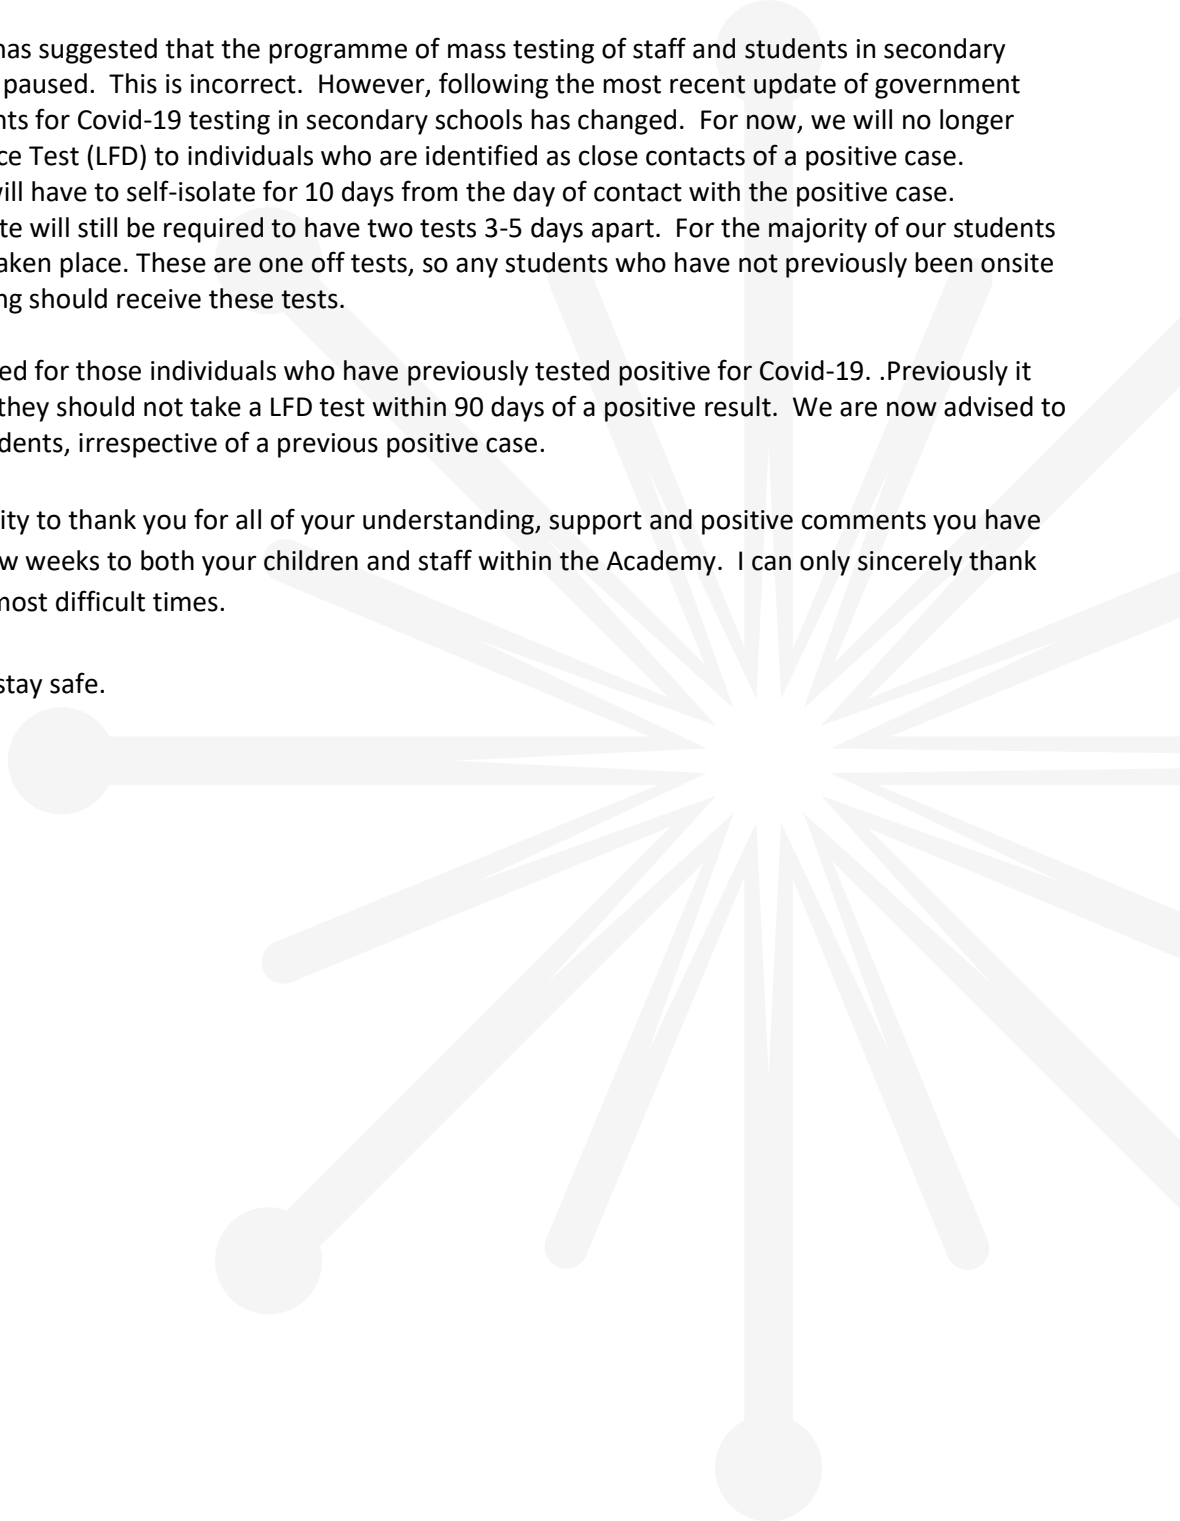 has suggested that the programme of mass testing of staff and students in secondary
paused. This is incorrect. However, following the most recent update of government
nts for Covid-19 testing in secondary schools has changed. For now, we will no longer
ce Test (LFD) to individuals who are identified as close contacts of a positive case.
will have to self-isolate for 10 days from the day of contact with the positive case.
te will still be required to have two tests 3-5 days apart. For the majority of our students
aken place. These are one off tests, so any students who have not previously been onsite
ng should receive these tests.
ed for those individuals who have previously tested positive for Covid-19. .Previously it
they should not take a LFD test within 90 days of a positive result. We are now advised to
dents, irrespective of a previous positive case.
ity to thank you for all of your understanding, support and positive comments you have
w weeks to both your children and staff within the Academy. I can only sincerely thank
most difficult times.
stay safe.